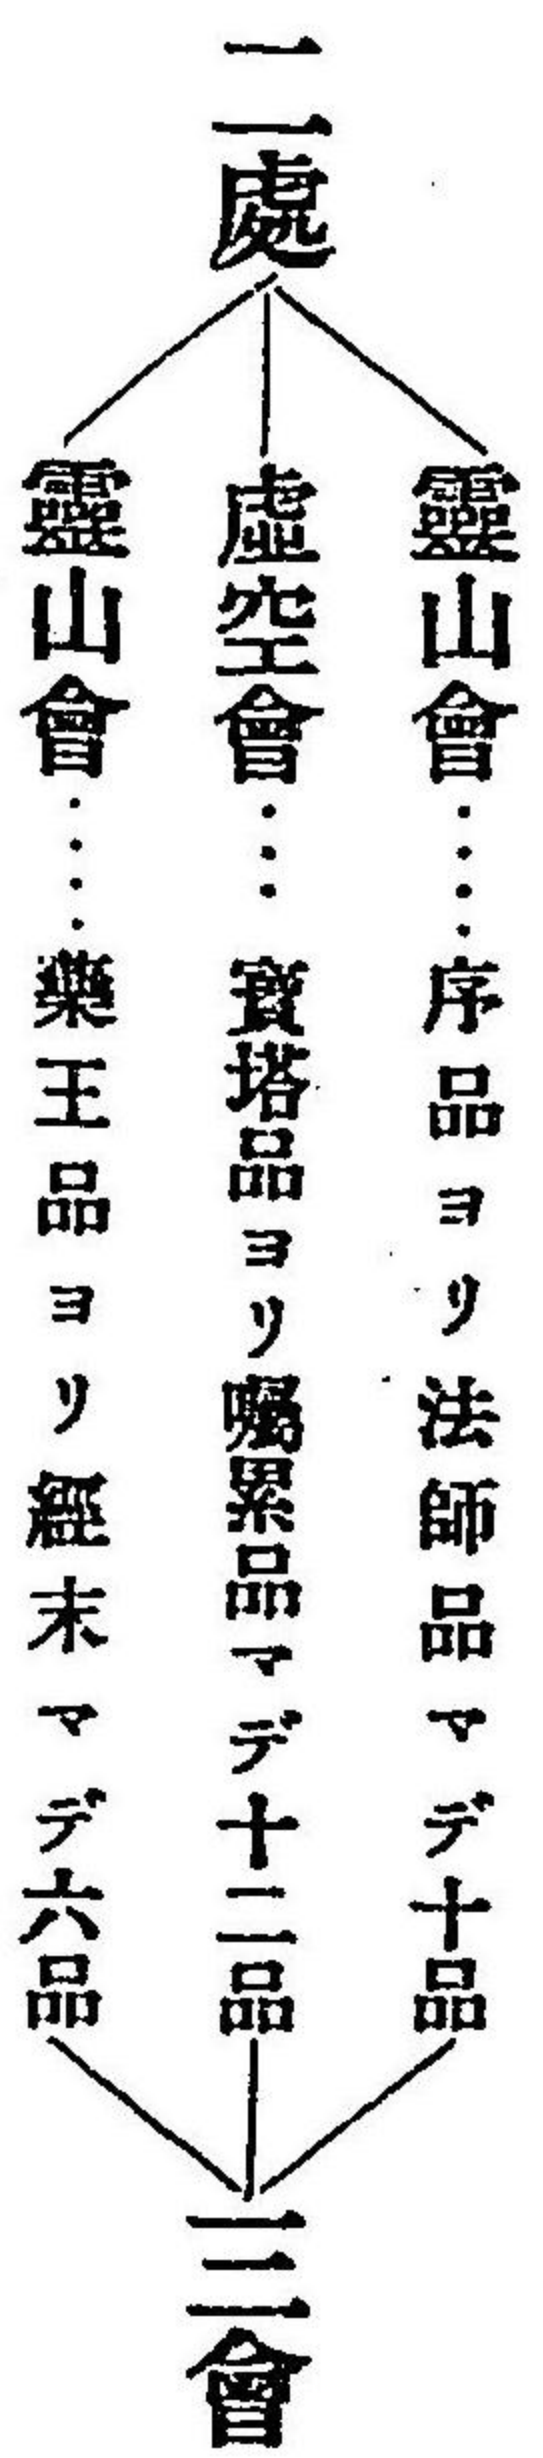 二處
靈山會‥‥序品ヨリ法師品マデ十品
虛空會…寶塔品ヨリ囑累品マデ十二品
靈山會‥‥藥王品ヨリ經末マデ六品
三會